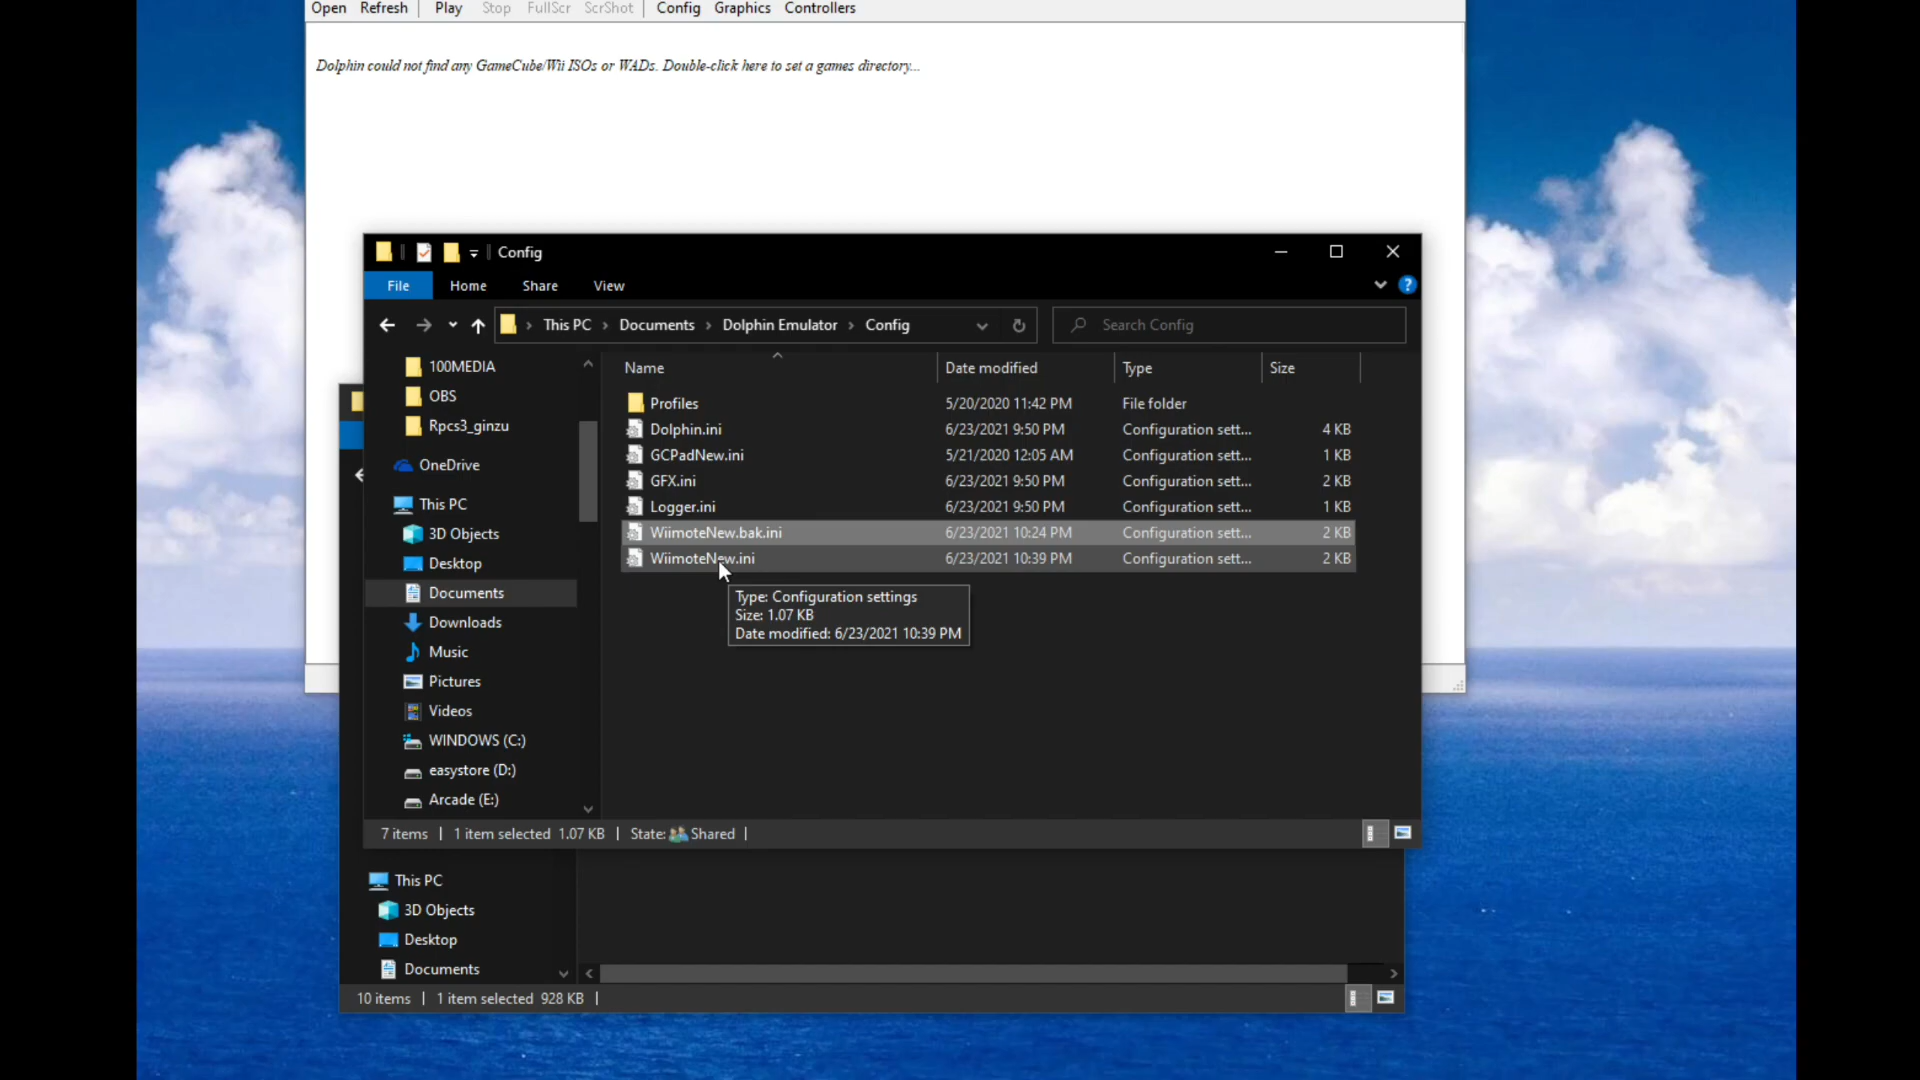 Open Refresh Play Stop FullScr ScrShot Config Graphics Controllers
Dolphin could not find any GameCube/Wii ISOs or WADs. Double-click here to set a games directory...
Config
File Home Share View
This PC Documents Dolphin Emulator Config Search Config
100MEDIA
OBS
Rpcs3_ginzu
OneDrive
This PC
3D Objects
Desktop
Documents
Downloads
Music
Pictures
Videos
WINDOWS (C:)
easystore (D:)
Arcade (E:)
Name Date modified Type Size
Profiles 5/20/2020 11:42 PM File folder
Dolphin.ini 6/23/2021 9:50 PM Configuration sett... 4 KB
GCPadNew.ini 5/21/2020 12:05 AM Configuration sett... 1 KB
GFX.ini 6/23/2021 9:50 PM Configuration sett... 2 KB
Logger.ini 6/23/2021 9:50 PM Configuration sett... 1 KB
WiimoteNew.bak.ini 6/23/2021 10:24 PM Configuration sett... 2 KB
WiimoteNew.ini 6/23/2021 10:39 PM Configuration sett... 2 KB
Type: Configuration settings
Size: 1.07 KB
Date modified: 6/23/2021 10:39 PM
7 items 1 item selected 1.07 KB State: Shared
This PC
3D Objects
Desktop
Documents
10 items 1 item selected 928 KB